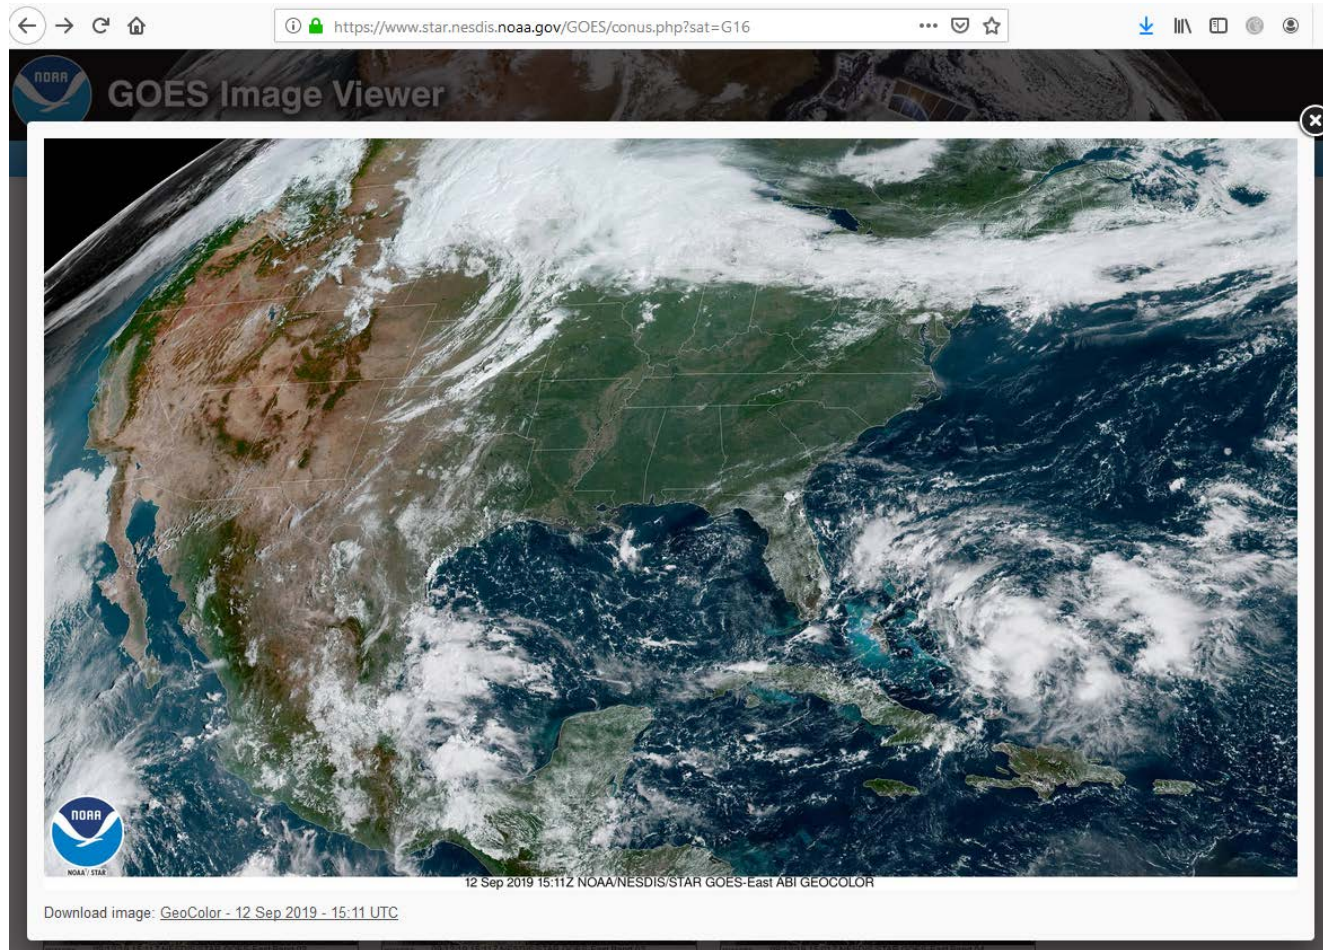 https://www.star.nesdis.noaa.gov/GOES/conus.php?sat=G16
NOAA
GOES Image Viewer
NOAA
NOAA / STAR
12 Sep 2019 15:11Z NOAA/NESDIS/STAR GOES-East ABI GEOCOLOR
Download image: GeoColor - 12 Sep 2019 - 15:11 UTC